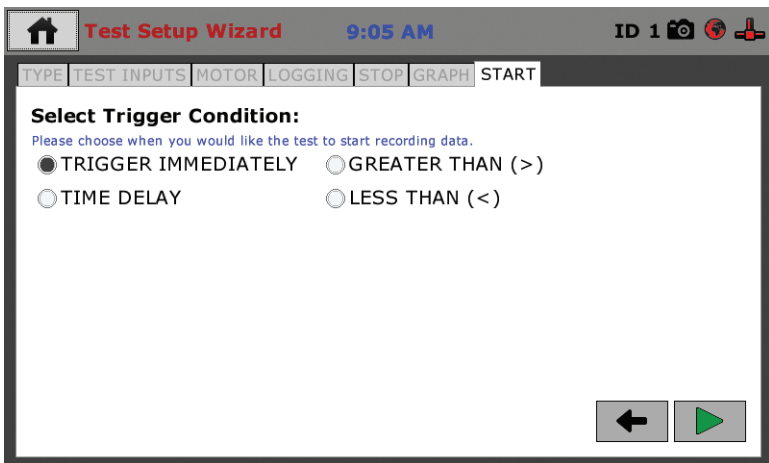 Test Setup Wizard 9:05 AM ID 1
TYPE TEST INPUTS MOTOR LOGGING STOP GRAPH START
Select Trigger Condition:
Please choose when you would like the test to start recording data.
TRIGGER IMMEDIATELY GREATER THAN (>)
TIME DELAY LESS THAN (<)